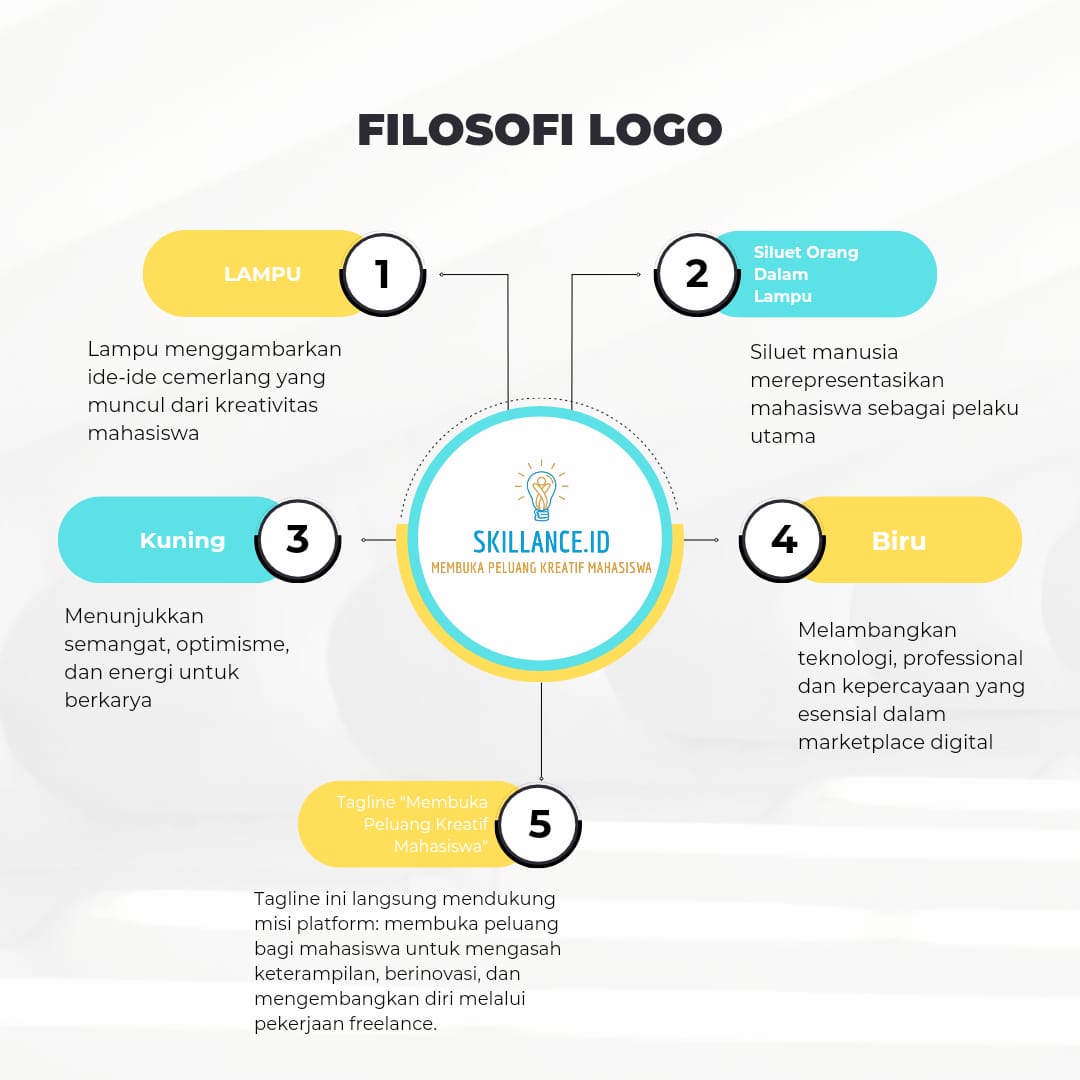 FILOSOFI LOGO
LAMPU
1
Lampu menggambarkan
ide-ide cemerlang yang
muncul dari kreativitas
mahasiswa
2
Siluet Orang
Dalam
Lampu
Siluet manusia
merepresentasikan
mahasiswa sebagai pelaku
utama
SKILLANCE.ID
MEMBUKA PELUANG KREATIF MAHASISWA
Kuning
3
Menunjukkan
semangat, optimisme,
dan energi untuk
berkarya
4
Biru
Melambangkan
teknologi, professional
dan kepercayaan yang
esensial dalam
marketplace digital
Tagline "Membuka
Peluang Kreatif
Mahasiswa"
5
Tagline ini langsung mendukung
misi platform: membuka peluang
bagi mahasiswa untuk mengasah
keterampilan, berinovasi, dan
mengembangkan diri melalui
pekerjaan freelance.